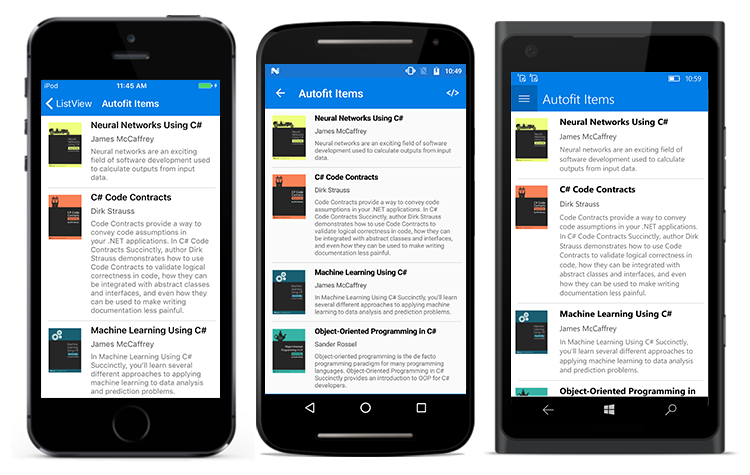 iPod
11:45 AM
ListView
Autofit Items
Neural Networks Using C#
James McCaffrey
Neural networks are an exciting
field of software development used
to calculate outputs from input
data.
C# Code Contracts
Dirk Strauss
Code Contracts provide a way to
convey code assumptions in
your .NET applications. In C# Code
Contracts Succinctly, author Dirk
Strauss demonstrates how to use
Code Contracts to validate logical
correctness in code, how they can
be integrated with abstract classes
and interfaces, and even how they
can be used to make writing
documentation less painful.
Machine Learning Using C#
James McCaffrey
In Machine Learning Using C#
Succinctly, you'll learn several
different approaches to applying
machine learning to data analysis
and prediction problems.
10:49
Autofit Items
</>
Neural Networks Using C#
James McCaffrey
Neural networks are an exciting field of software
development used to calculate outputs from input
data.
C# Code Contracts
Dirk Strauss
Code Contracts provide a way to convey code
assumptions in your .NET applications. In C# Code
Contracts Succinctly, author Dirk Strauss
demonstrates how to use Code Contracts to
validate logical correctness in code, how they can
be integrated with abstract classes and interfaces,
and even how they can be used to make writing
documentation less painful.
Machine Learning Using C#
James McCaffrey
In Machine Learning Using C# Succinctly, you'll learn
several different approaches to applying machine
learning to data analysis and prediction problems.
Object-Oriented Programming in C#
Sander Rossel
Object-oriented programming is the de facto
programming paradigm for many programming
languages. Object-Oriented Programming in C#
Succinctly provides an introduction to OOP for C#
developers.
10:59
Autofit Items
Neural Networks Using C#
James McCaffrey
Neural networks are an exciting field of
software development used to calculate
outputs from input data.
C# Code Contracts
Dirk Strauss
Code Contracts provide a way to convey
code assumptions in your .NET applications.
In C# Code Contracts Succinctly, author Dirk
Strauss demonstrates how to use Code
Contracts to validate logical correctness in
code, how they can be integrated with
abstract classes and interfaces, and even
how they can be used to make writing
documentation less painful.
Machine Learning Using C#
James McCaffrey
In Machine Learning Using C# Succinctly,
you'll learn several different approaches to
applying machine learning to data analysis
and prediction problems.
Object-Oriented Programming in